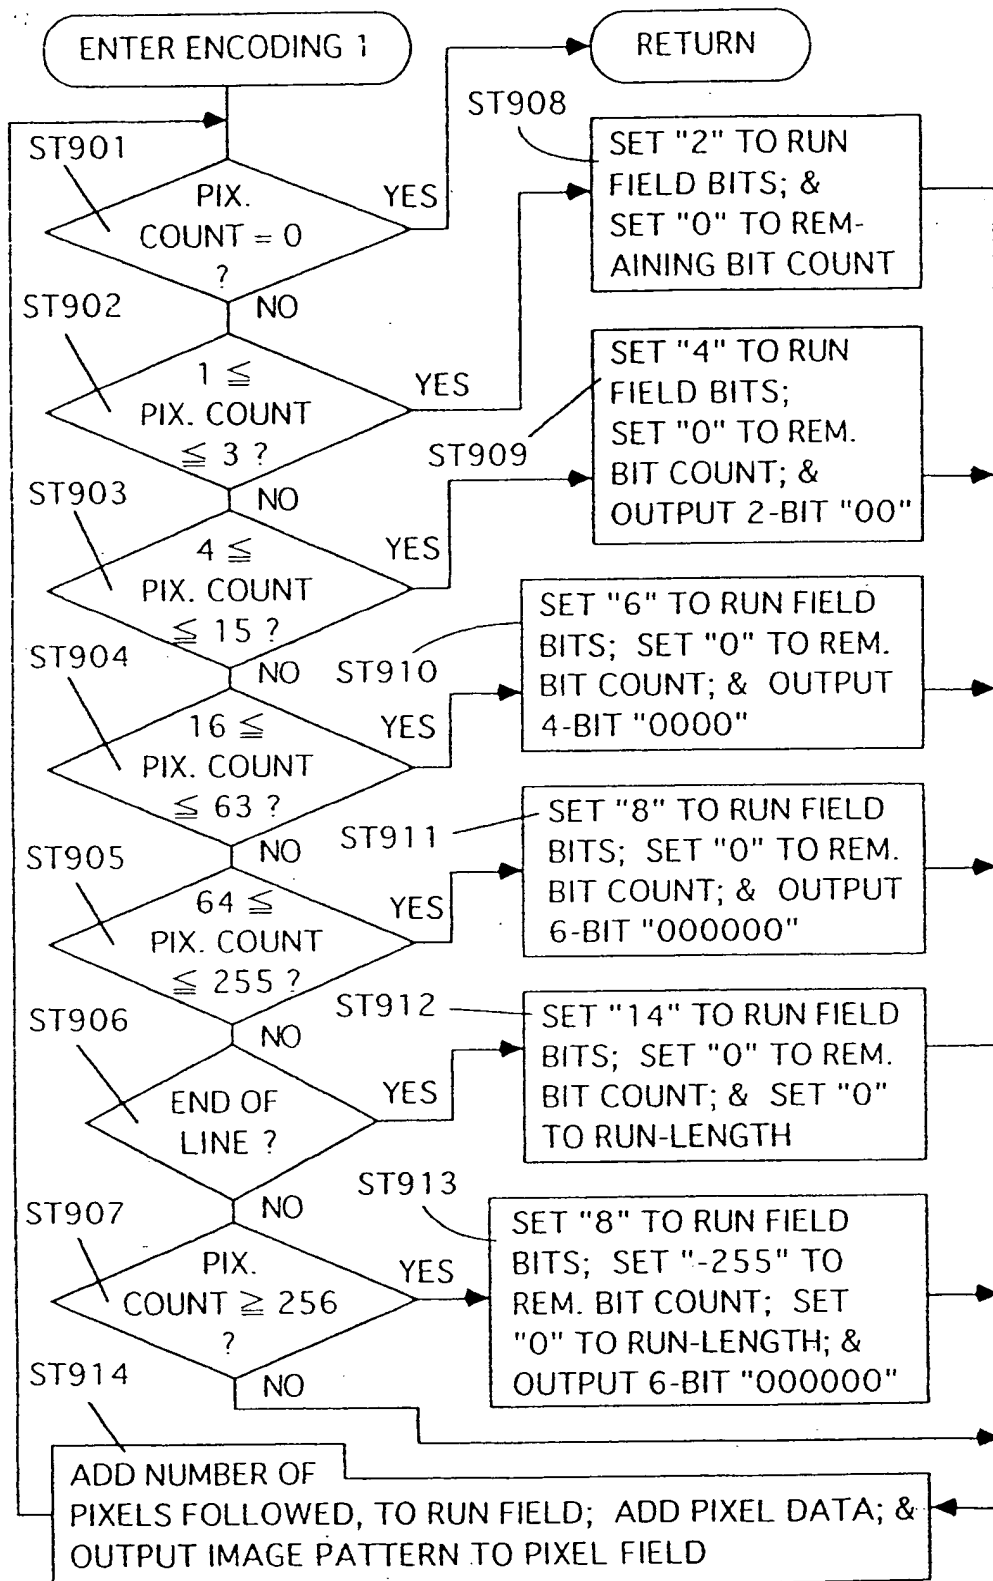 ENTER ENCODING 1
RETURN
ST901
PIX.
COUNT = 0
?
YES
NO
ST908
SET "2" TO RUN
FIELD BITS; &
SET "0" TO REM-
AINING BIT COUNT
ST902
1 ≦
PIX. COUNT
≦ 3 ?
YES
NO
ST909
SET "4" TO RUN
FIELD BITS;
SET "0" TO REM.
BIT COUNT; &
OUTPUT 2-BIT "00"
ST903
4 ≦
PIX. COUNT
≦ 15 ?
YES
NO
ST910
SET "6" TO RUN FIELD
BITS; SET "0" TO REM.
BIT COUNT; & OUTPUT
4-BIT "0000"
ST904
16 ≦
PIX. COUNT
≦ 63 ?
YES
NO
ST911
SET "8" TO RUN FIELD
BITS; SET "0" TO REM.
BIT COUNT; & OUTPUT
6-BIT "000000"
ST905
64 ≦
PIX. COUNT
≦ 255 ?
YES
NO
ST912
SET "14" TO RUN FIELD
BITS; SET "0" TO REM.
BIT COUNT; & SET "0"
TO RUN-LENGTH
ST906
END OF
LINE ?
YES
NO
ST913
SET "8" TO RUN FIELD
BITS; SET "-255" TO
REM. BIT COUNT; SET
"0" TO RUN-LENGTH; &
OUTPUT 6-BIT "000000"
ST907
PIX.
COUNT ≧ 256
?
YES
NO
ST914
ADD NUMBER OF
PIXELS FOLLOWED, TO RUN FIELD; ADD PIXEL DATA; &
OUTPUT IMAGE PATTERN TO PIXEL FIELD